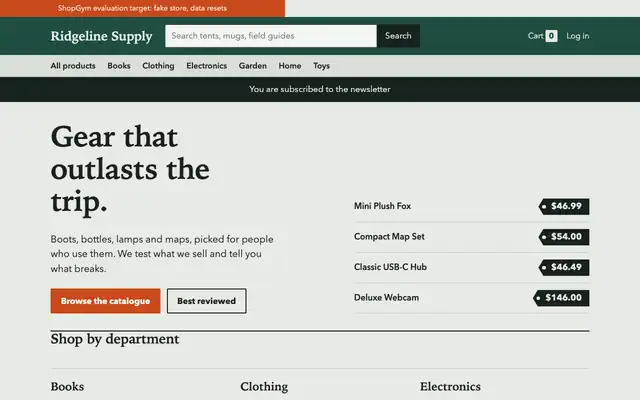 ShopGym evaluation target: fake store, data resets
Ridgeline Supply
Search tents, mugs, field guides
Search
Cart 0
Log in
All products
Books
Clothing
Electronics
Garden
Home
Toys
You are subscribed to the newsletter
Gear that
outlasts the
trip.
Boots, bottles, lamps and maps, picked for people
who use them. We test what we sell and tell you
what breaks.
Browse the catalogue
Best reviewed
Mini Plush Fox
$46.99
Compact Map Set
$54.00
Classic USB-C Hub
$46.49
Deluxe Webcam
$146.00
Shop by department
Books
Clothing
Electronics